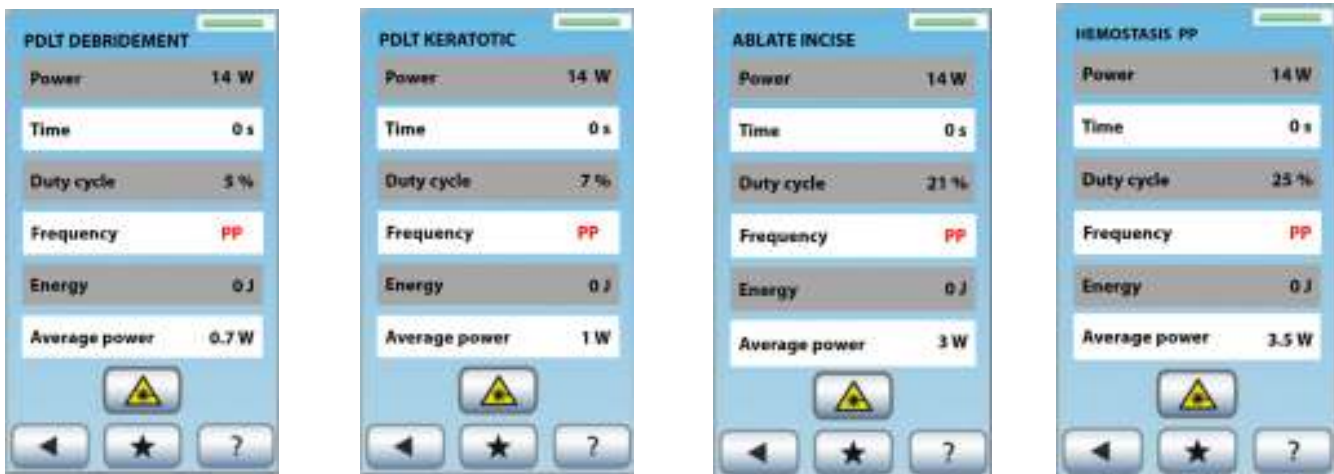 PDLT DEBRIDEMENT
Power 14 W
Time 0 s
Duty cycle 5 %
Frequency PP
Energy 0 J
Average power 0.7 W
?
PDLT KERATOTIC
Power 14 W
Time 0 s
Duty cycle 7 %
Frequency PP
Energy 0 J
Average power 1 W
?
ABLATE INCISE
Power 14 W
Time 0 s
Duty cycle 21 %
Frequency PP
Energy 0 J
Average power 3 W
?
HEMOSTASIS PP
Power 14 W
Time 0 s
Duty cycle 25 %
Frequency PP
Energy 0 J
Average power 3.5 W
?